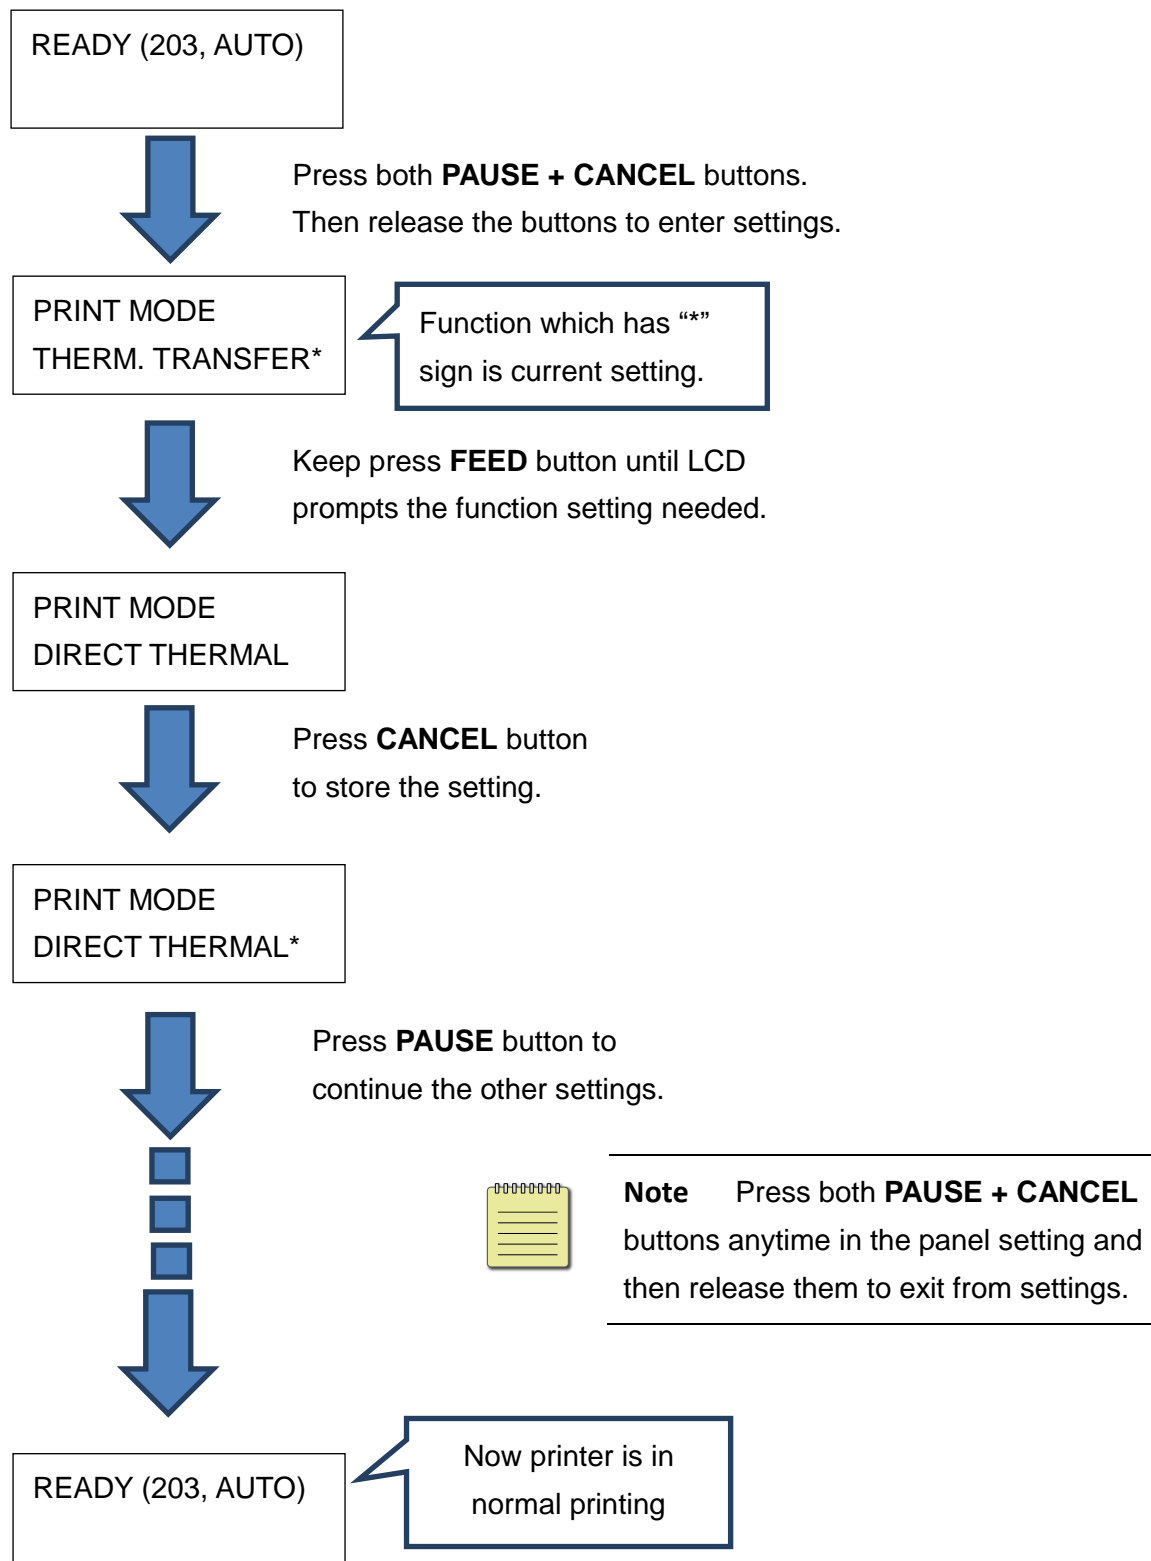 READY (203, AUTO)
Press both PAUSE + CANCEL buttons.
Then release the buttons to enter settings.
PRINT MODE
THERM. TRANSFER*
Function which has “*”
sign is current setting.
Keep press FEED button until LCD
prompts the function setting needed.
PRINT MODE
DIRECT THERMAL
Press CANCEL button
to store the setting.
PRINT MODE
DIRECT THERMAL*
Press PAUSE button to
continue the other settings.
Note Press both PAUSE + CANCEL
buttons anytime in the panel setting and
then release them to exit from settings.
Now printer is in
normal printing
READY (203, AUTO)